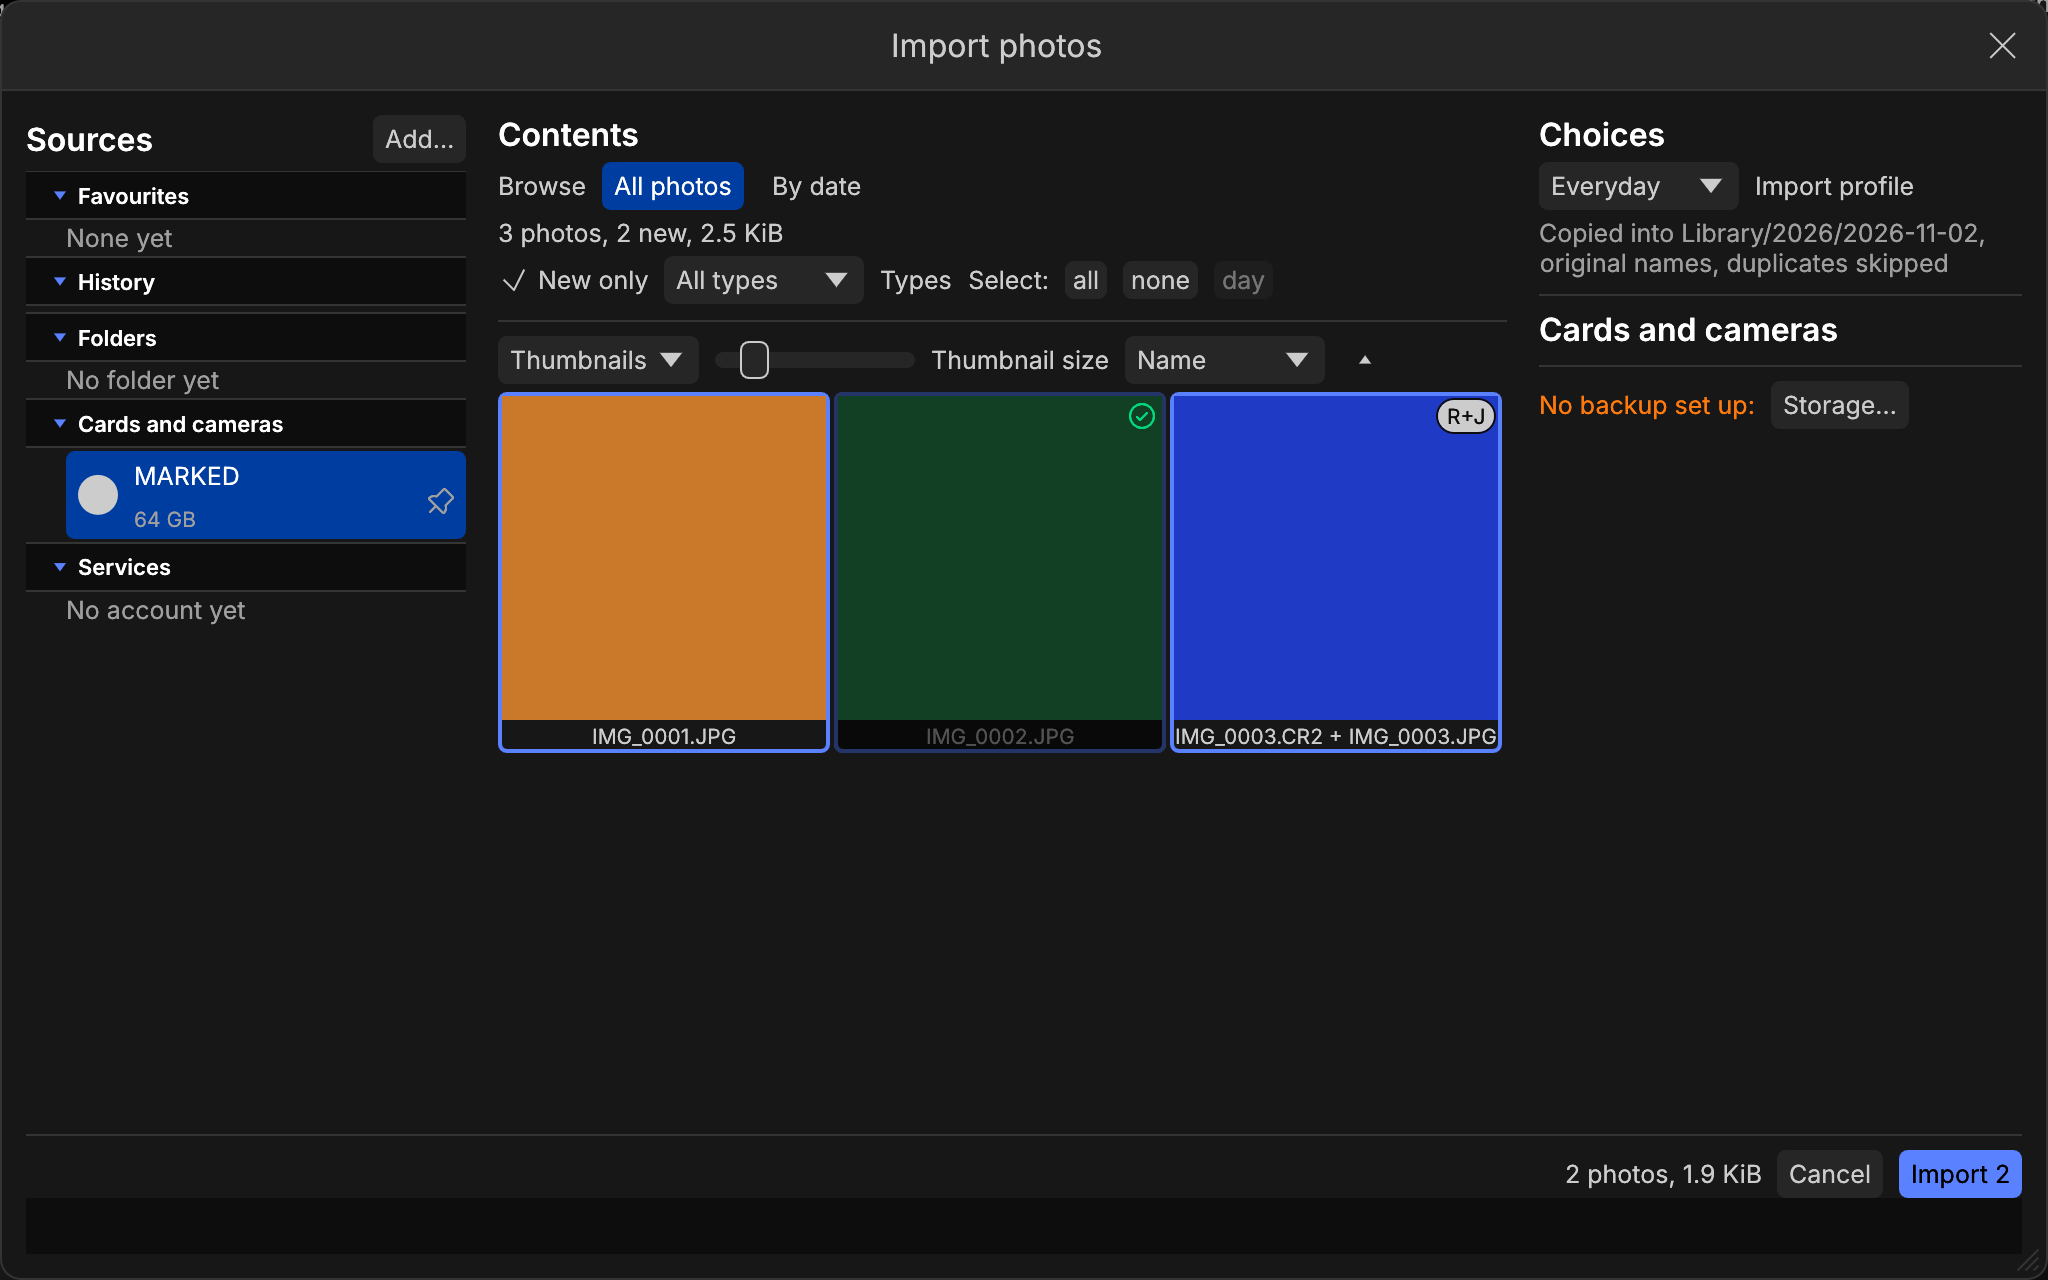 Import photos
Sources
Add...
Favourites
None yet
History
Folders
No folder yet
Cards and cameras
MARKED
64 GB
Services
No account yet
Contents
Browse All photos By date
3 photos, 2 new, 2.5 KiB
New only All types Types Select: all none day
Thumbnails Thumbnail size Name
R+J
IMG_0001.JPG
IMG_0002.JPG
IMG_0003.CR2 + IMG_0003.JPG
Choices
Everyday Import profile
Copied into Library/2026/2026-11-02,
original names, duplicates skipped
Cards and cameras
No backup set up: Storage...
2 photos, 1.9 KiB Cancel Import 2